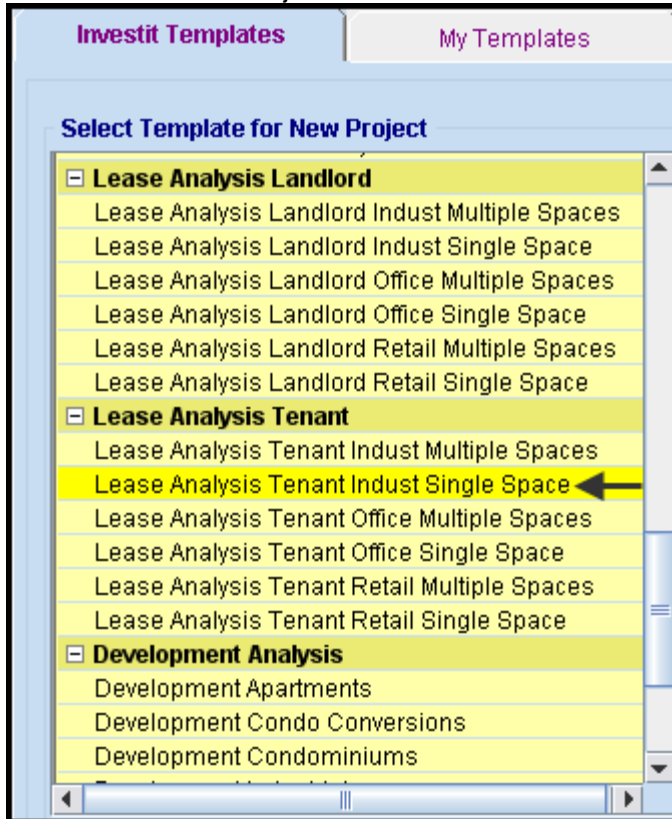 Investit Templates
My Templates
Select Template for New Project
Lease Analysis Landlord
Lease Analysis Landlord Indust Multiple Spaces
Lease Analysis Landlord Indust Single Space
Lease Analysis Landlord Office Multiple Spaces
Lease Analysis Landlord Office Single Space
Lease Analysis Landlord Retail Multiple Spaces
Lease Analysis Landlord Retail Single Space
Lease Analysis Tenant
Lease Analysis Tenant Indust Multiple Spaces
Lease Analysis Tenant Indust Single Space
Lease Analysis Tenant Office Multiple Spaces
Lease Analysis Tenant Office Single Space
Lease Analysis Tenant Retail Multiple Spaces
Lease Analysis Tenant Retail Single Space
Development Analysis
Development Apartments
Development Condo Conversions
Development Condominiums